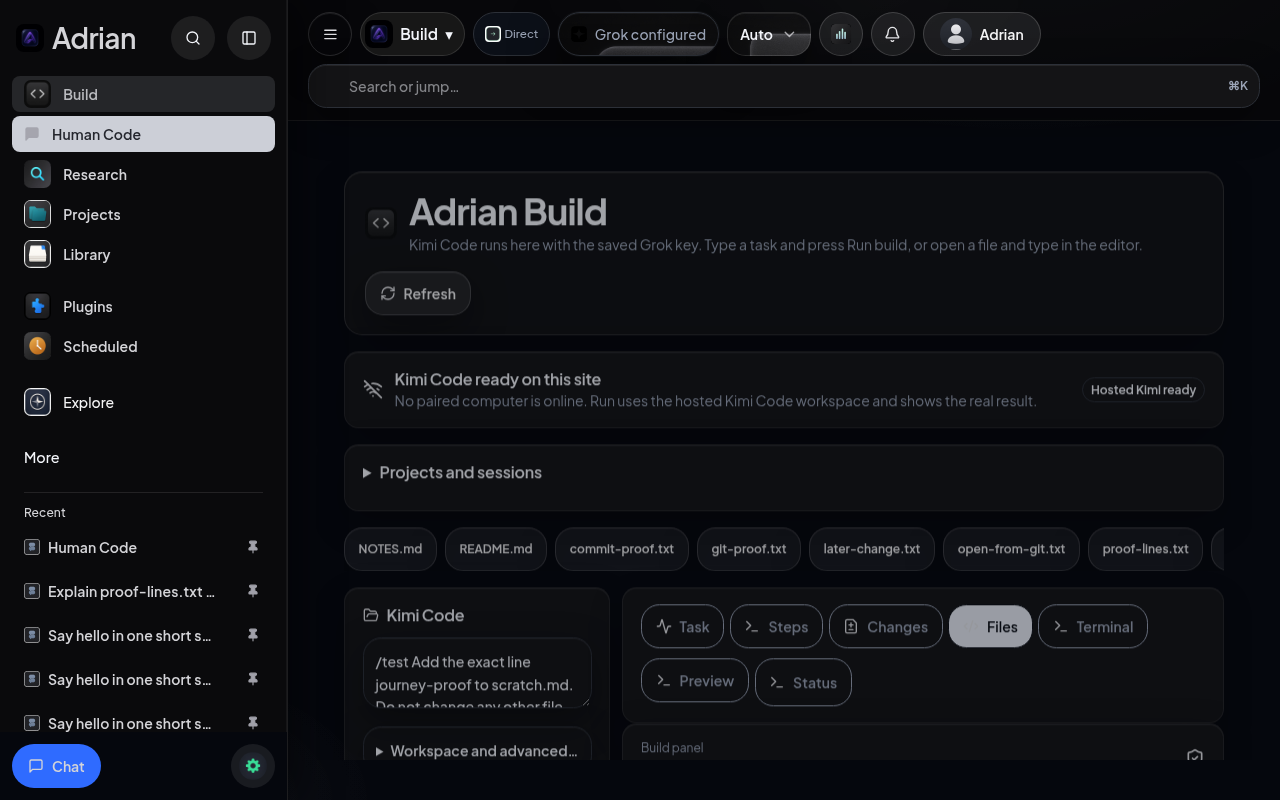 Adrian
Build ▾
Direct
Grok configured
Auto
Adrian
Search or jump…
⌘K
Build
Human Code
Research
Projects
Library
Plugins
Scheduled
Explore
More
Recent
Human Code
Explain proof-lines.txt …
Say hello in one short s…
Say hello in one short s…
Say hello in one short s…
Chat
Adrian Build
Kimi Code runs here with the saved Grok key. Type a task and press Run build, or open a file and type in the editor.
Refresh
Kimi Code ready on this site
No paired computer is online. Run uses the hosted Kimi Code workspace and shows the real result.
Hosted Kimi ready
Projects and sessions
NOTES.md
README.md
commit-proof.txt
git-proof.txt
later-change.txt
open-from-git.txt
proof-lines.txt
Kimi Code
/test Add the exact line
journey-proof to scratch.md.
Do not change any other file
Workspace and advanced…
Task
Steps
Changes
Files
Terminal
Preview
Status
Build panel